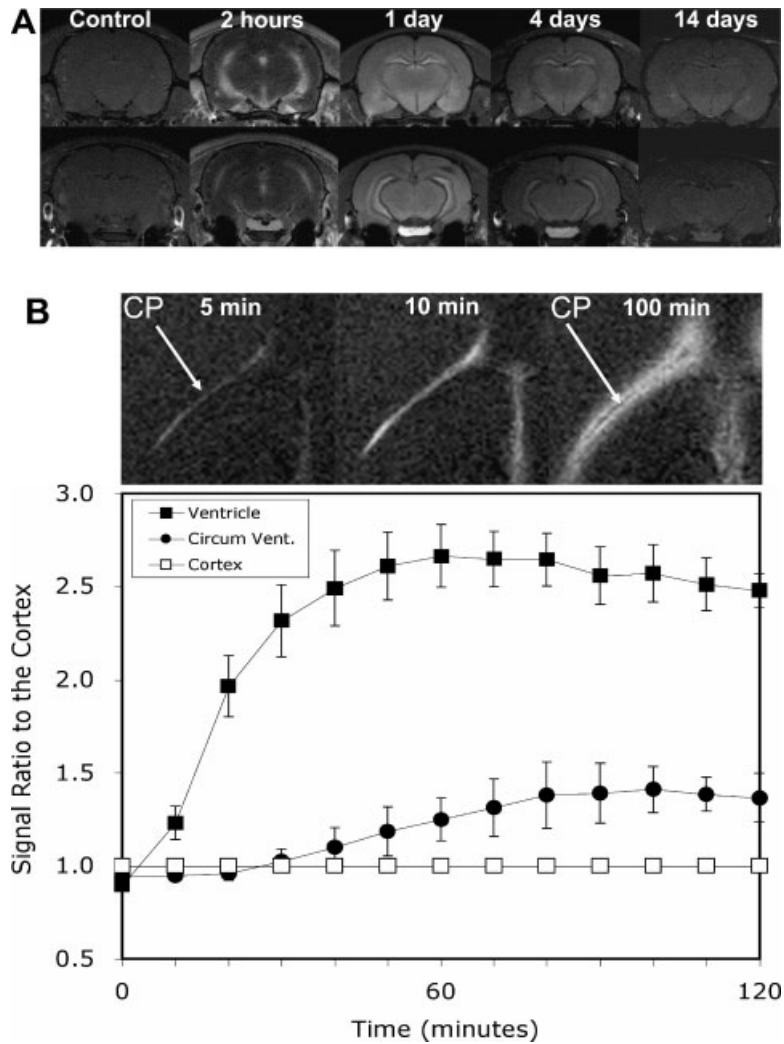 A
Control 2 hours 1 day 4 days 14 days
B
CP 5 min 10 min CP 100 min
3.0
Ventricle
Circum Vent.
Cortex
2.5
2.0
1.5
1.0
0.5
Signal Ratio to the Cortex
0 60 120
Time (minutes)